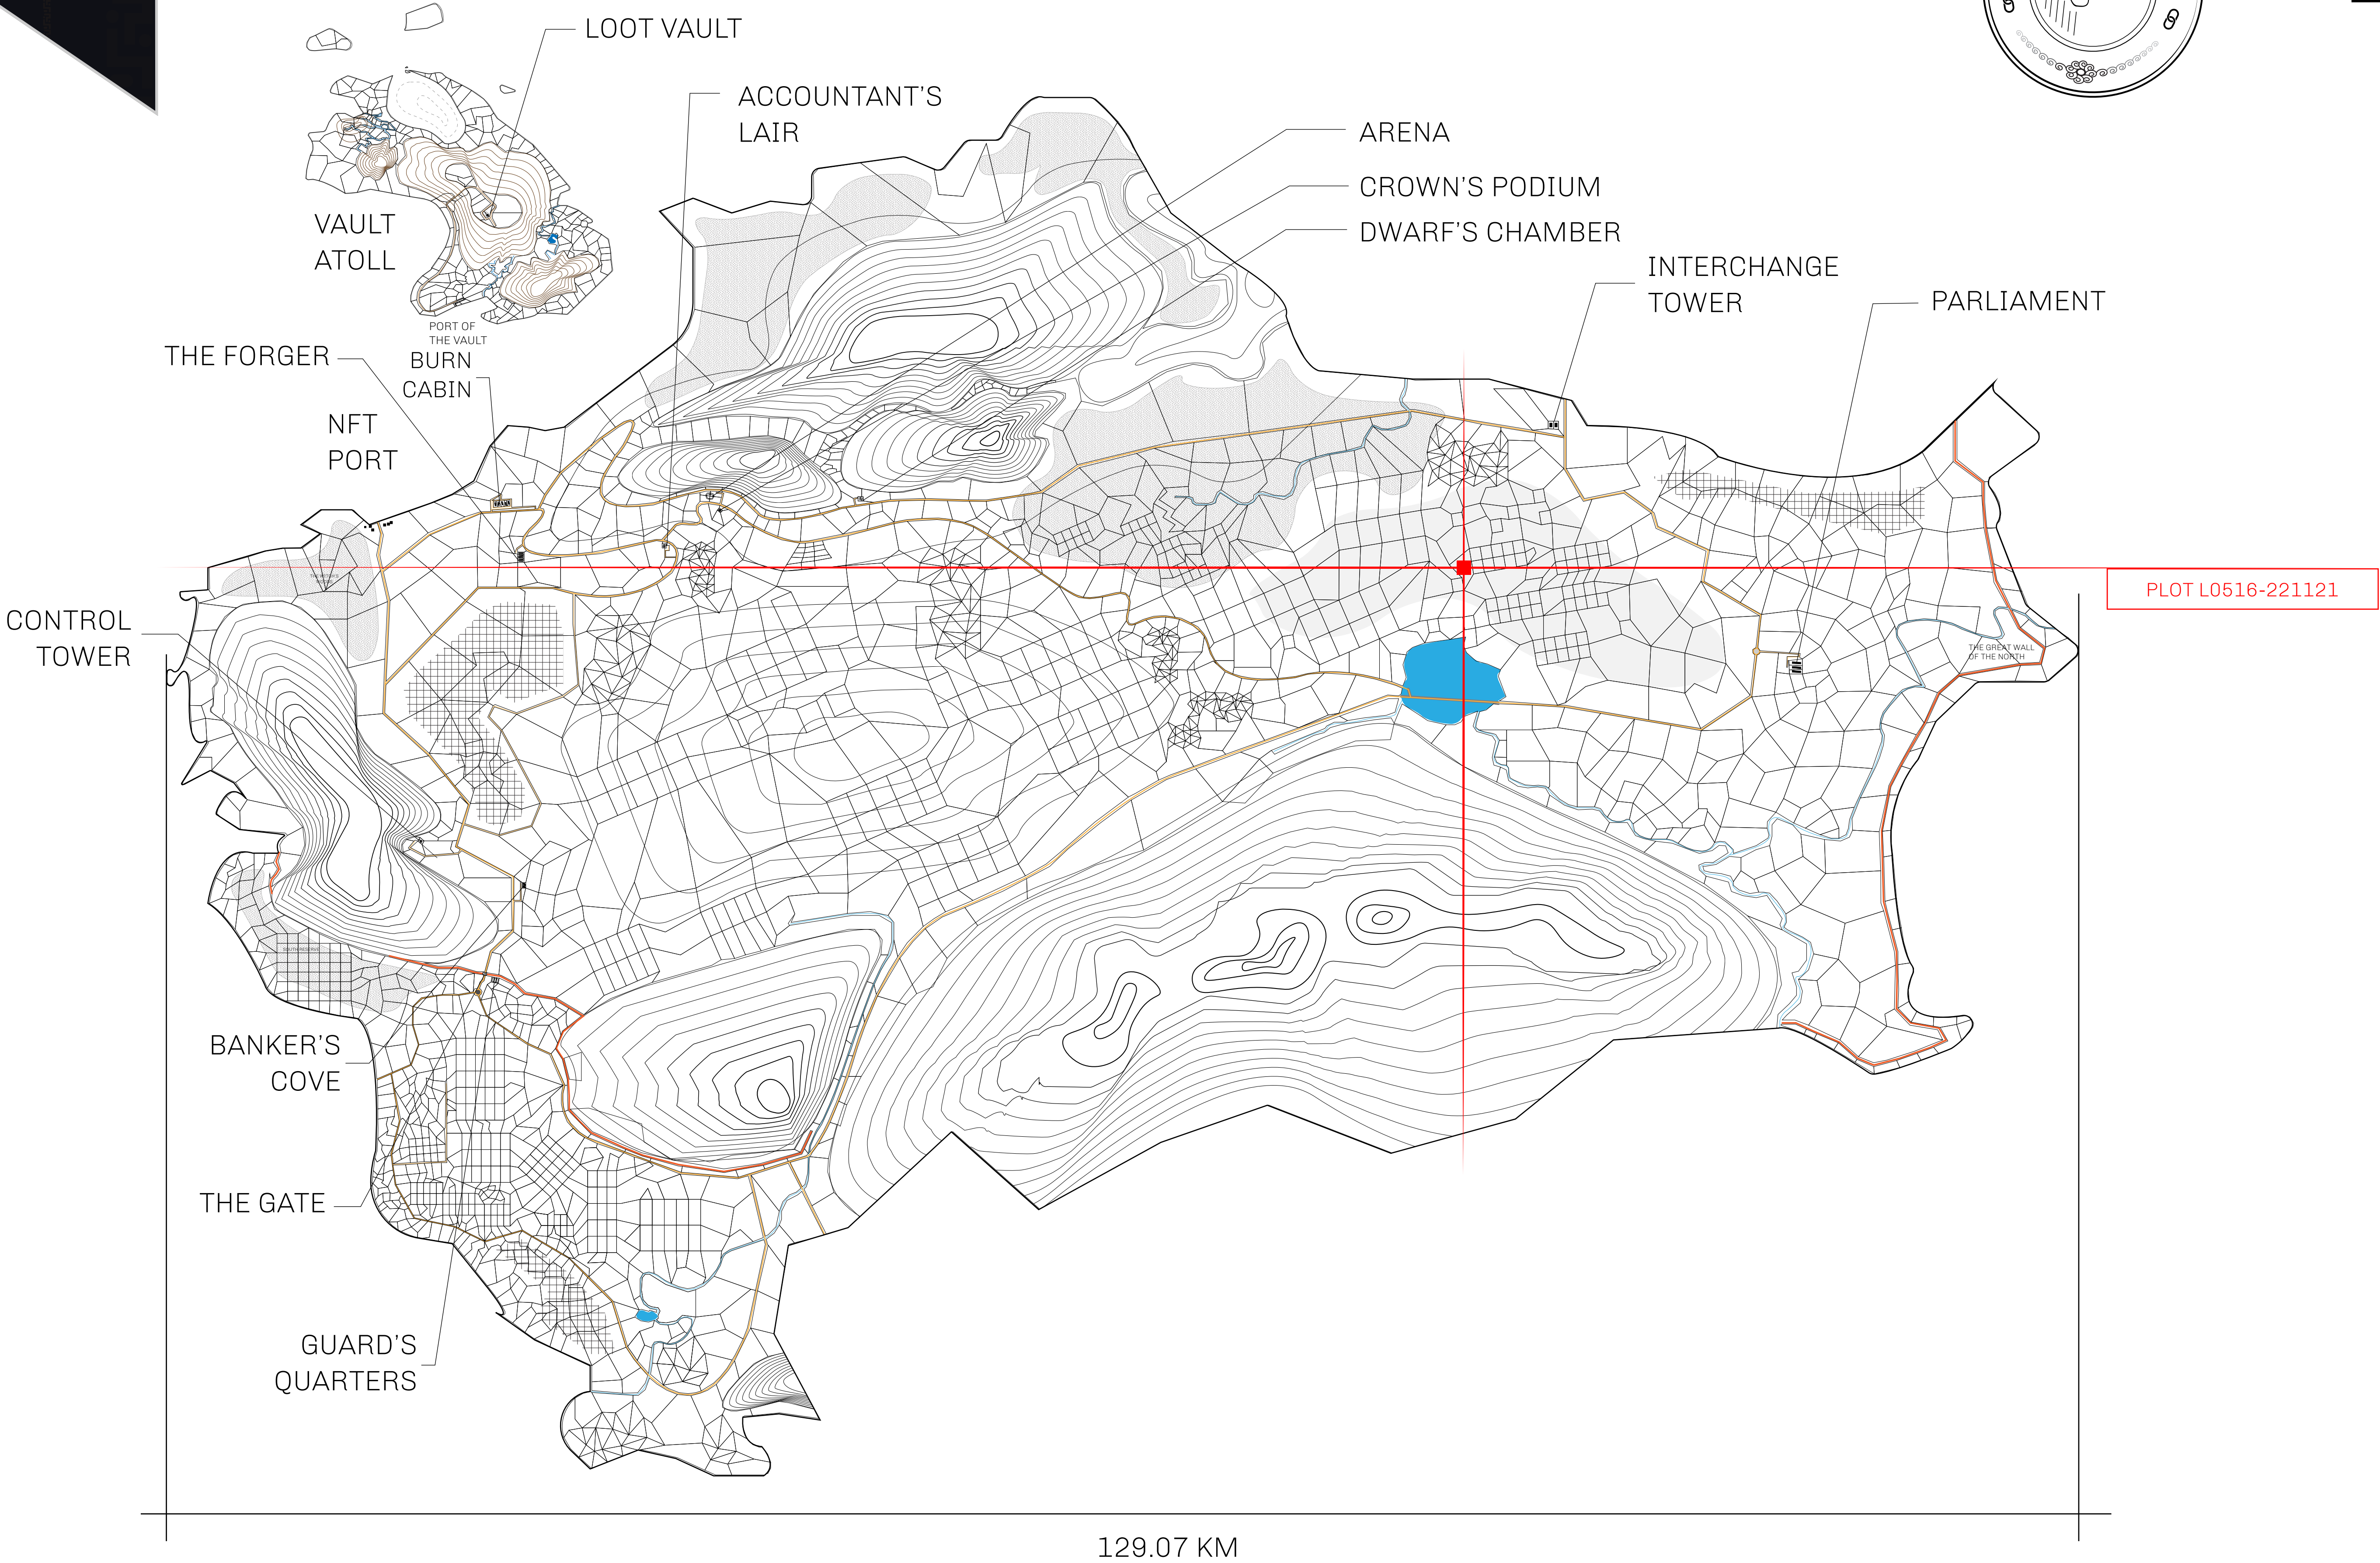 LOOT VAULT
ACCOUNTANT'S
LAIR
ARENA
CROWN'S PODIUM
DWARF'S CHAMBER
VAULT
ATOLL
INTERCHANGE
TOWER
PARLIAMENT
PORT OF
THE VAULT
THE FORGER
BURN
CABIN
NFT
PORT
PLOT L0516-221121
CONTROL
TOWER
THE GREAT WALL
OF THE NORTH
SOUTH RESERVE
BANKER'S
COVE
THE GATE
GUARD'S
QUARTERS
129.07 KM